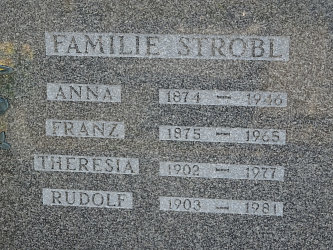 FAMILIE STROBL
ANNA 1874 – 1946
FRANZ 1875 – 1965
THERESIA 1902 – 1977
RUDOLF 1903 – 1981